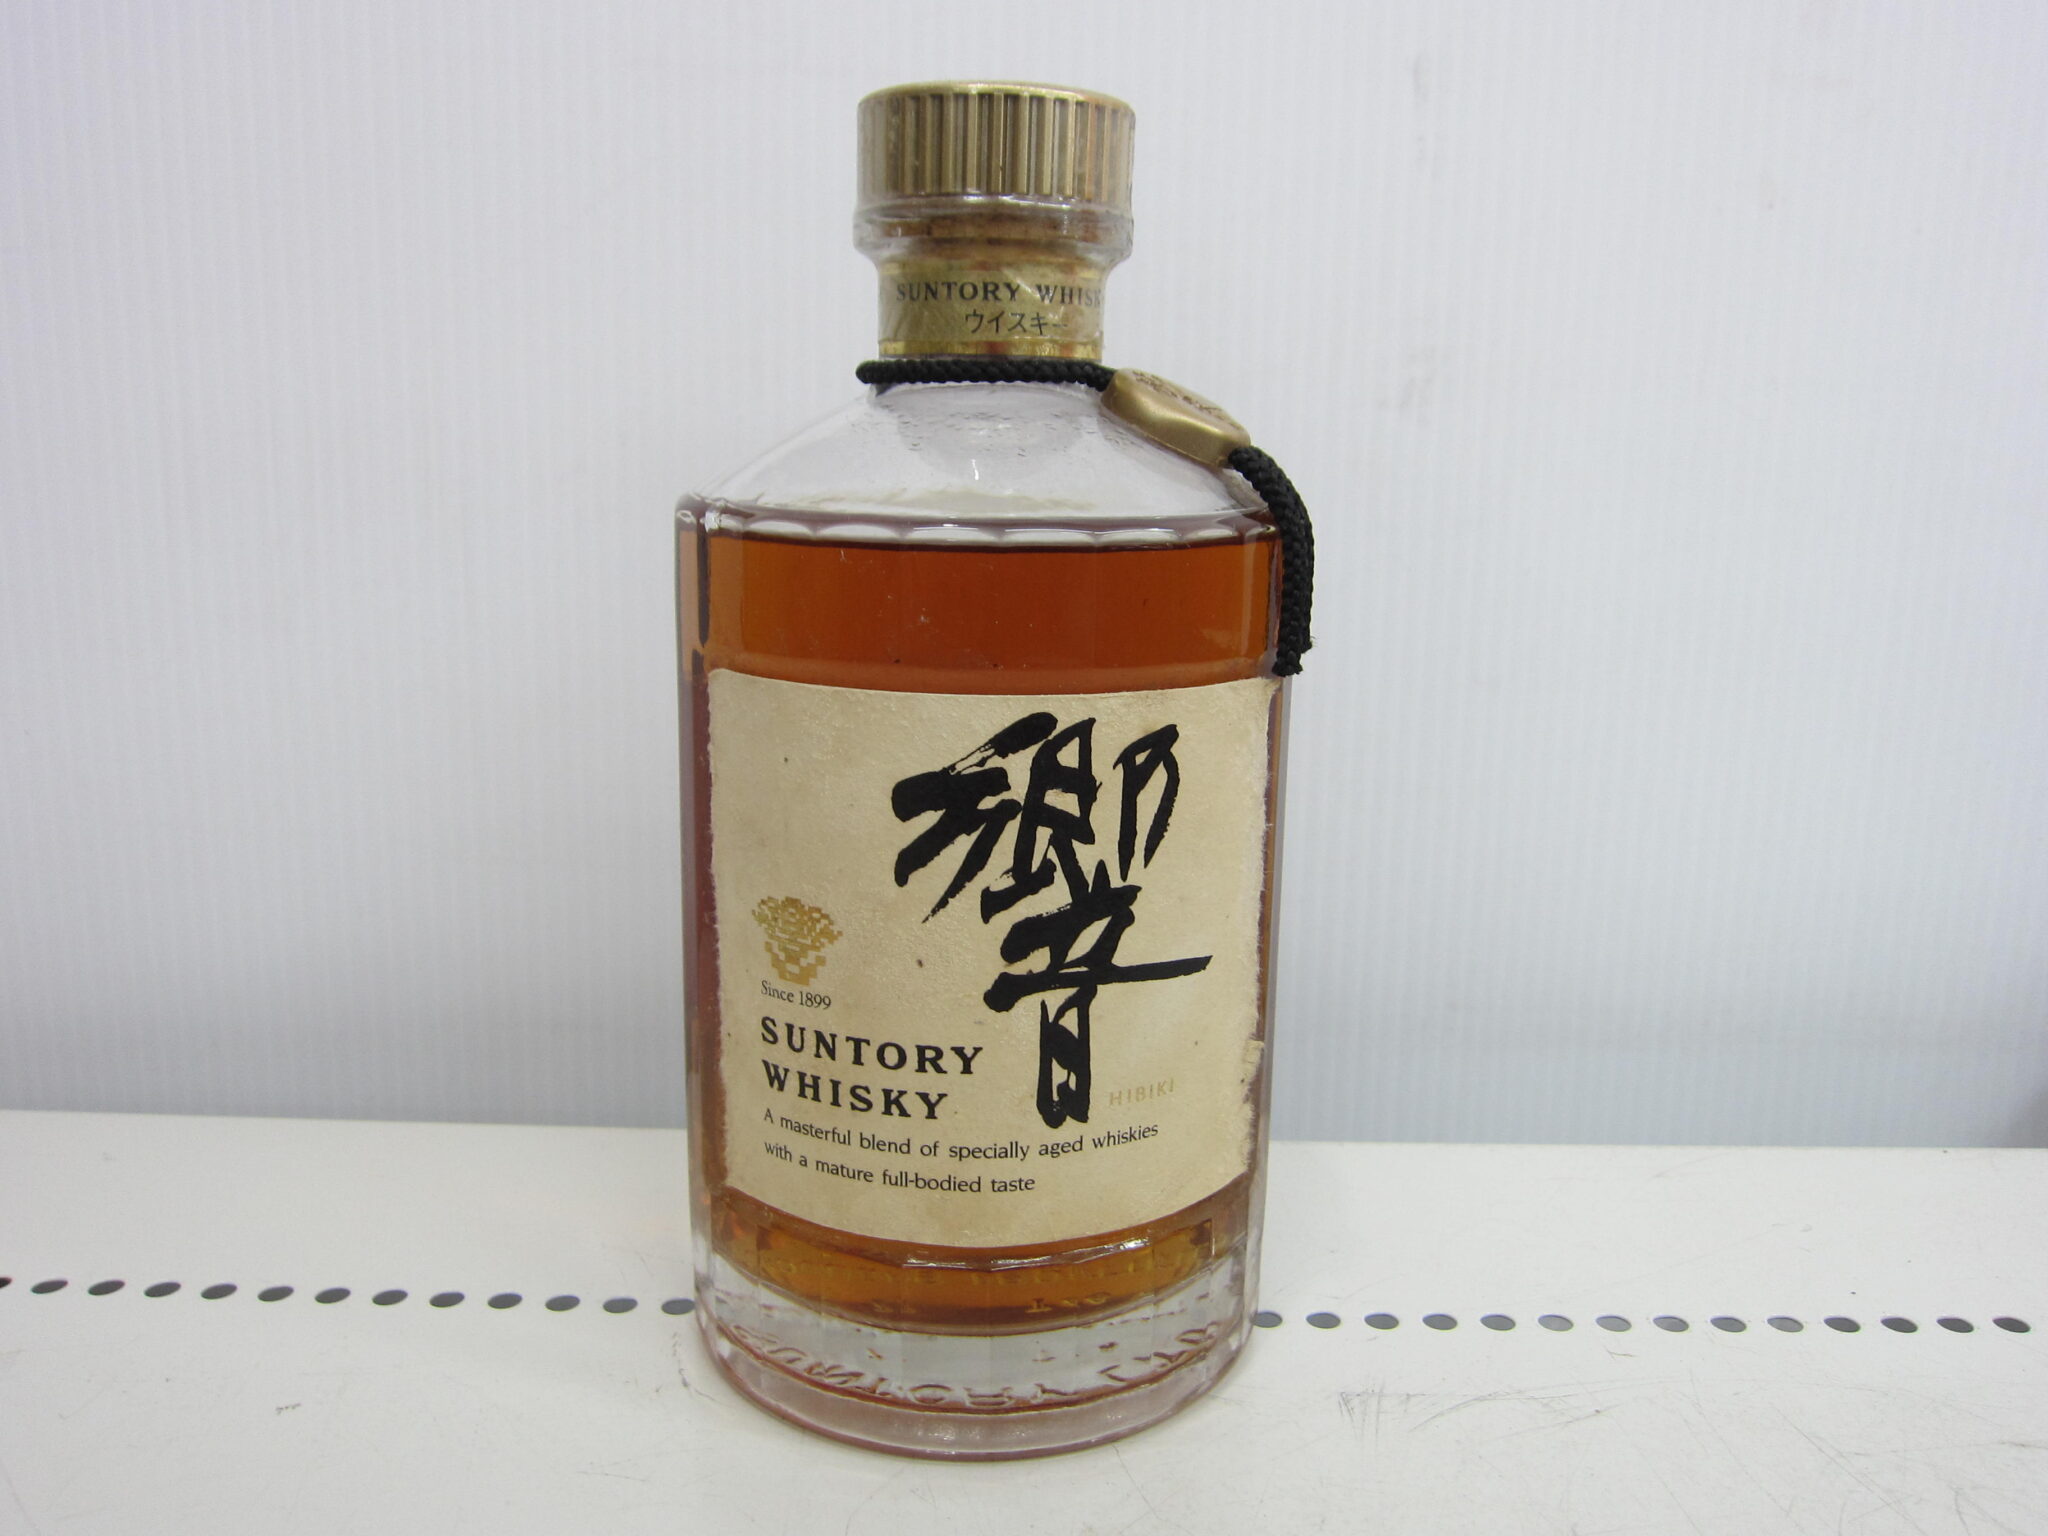 SUNTORY WHISK
ウイスキー
響
Since 1899
SUNTORY
WHISKY
HIBIKI
A masterful blend of specially aged whiskies
with a mature full-bodied taste